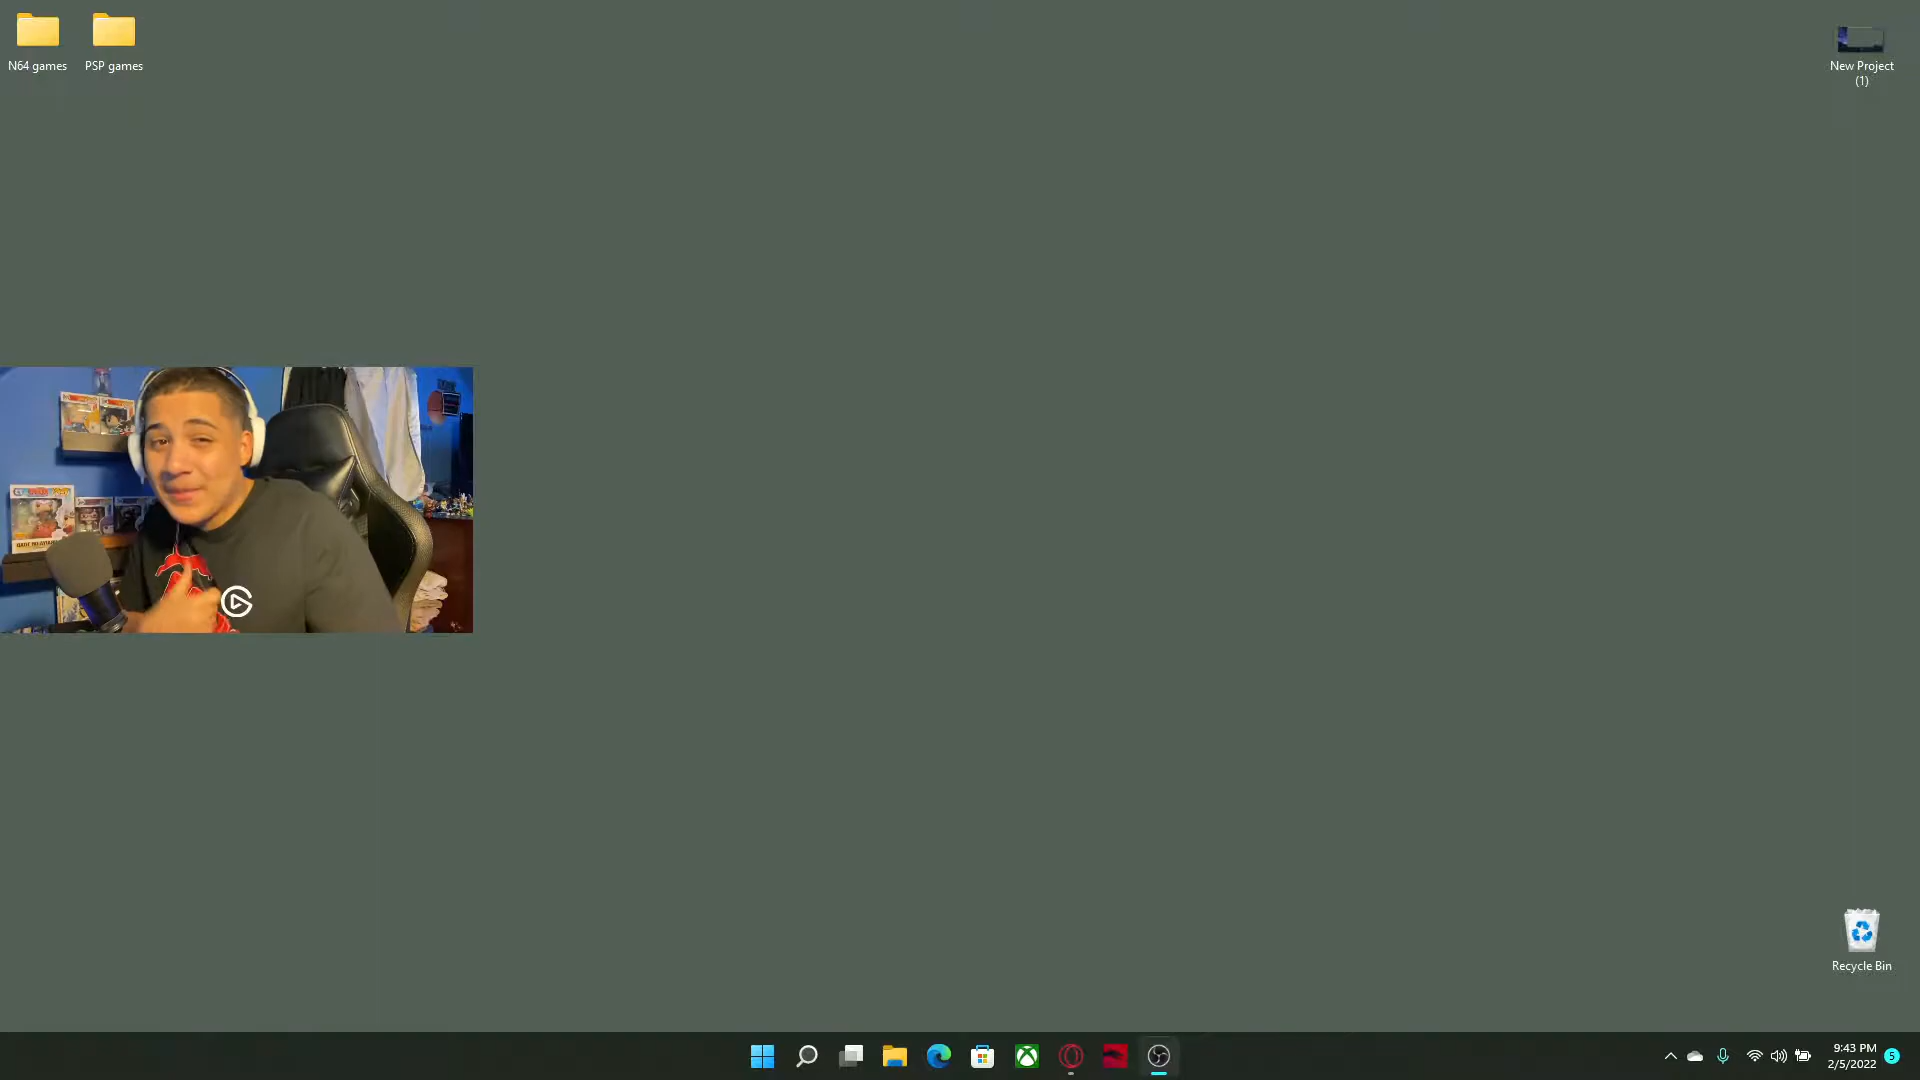 N64 games
PSP games
New Project
(1)
Recycle Bin
9:43 PM
2/5/2022
5